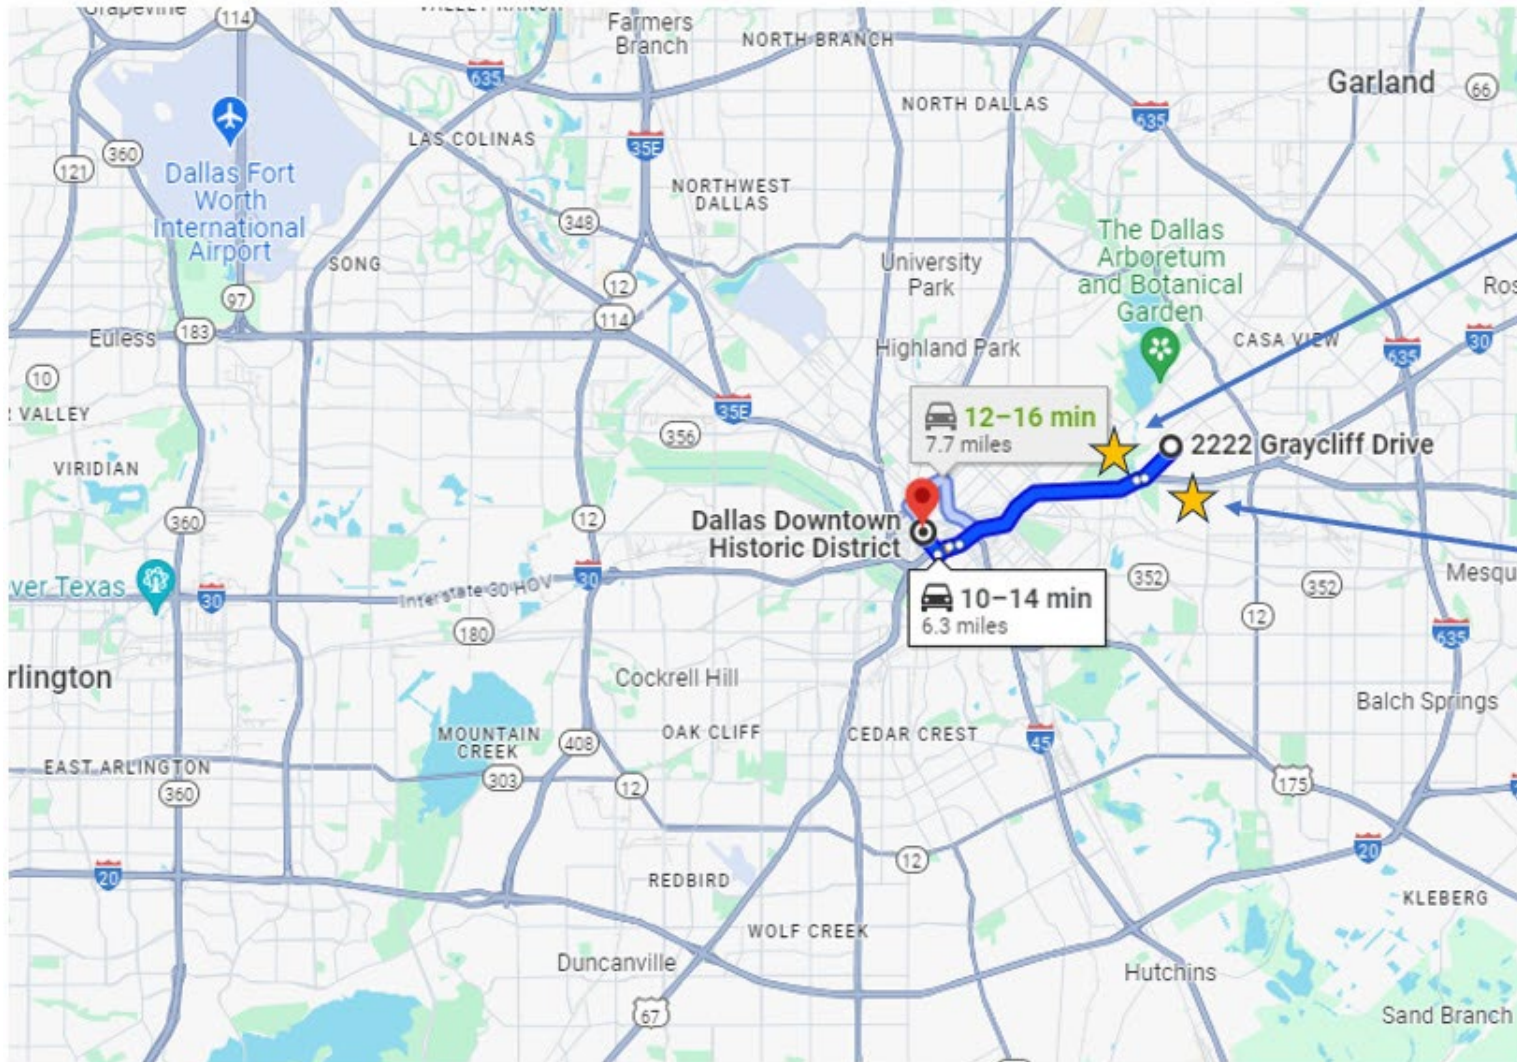 Grapevine
114
VALLEY RANCH
Farmers
Branch
NORTH BRANCH
635
Garland
66
NORTH DALLAS
635
LAS COLINAS
35E
121
360
Dallas Fort
Worth
International
Airport
NORTHWEST
DALLAS
348
The Dallas
Arboretum
and Botanical
Garden
University
Park
SONG
12
97
114
Ros
Euless
183
CASA VIEW
30
635
Highland Park
10
R VALLEY
35E
356
12–16 min
7.7 miles
2222 Graycliff Drive
VIRIDIAN
360
12
Dallas Downtown
Historic District
ver Texas
30
Interstate 30 HOV
30
352
352
Mesqu
10–14 min
6.3 miles
180
12
635
rlington
Cockrell Hill
Balch Springs
MOUNTAIN
CREEK
408
OAK CLIFF
CEDAR CREST
45
EAST ARLINGTON
360
303
12
175
20
12
20
REDBIRD
KLEBERG
WOLF CREEK
Duncanville
Hutchins
67
Sand Branch